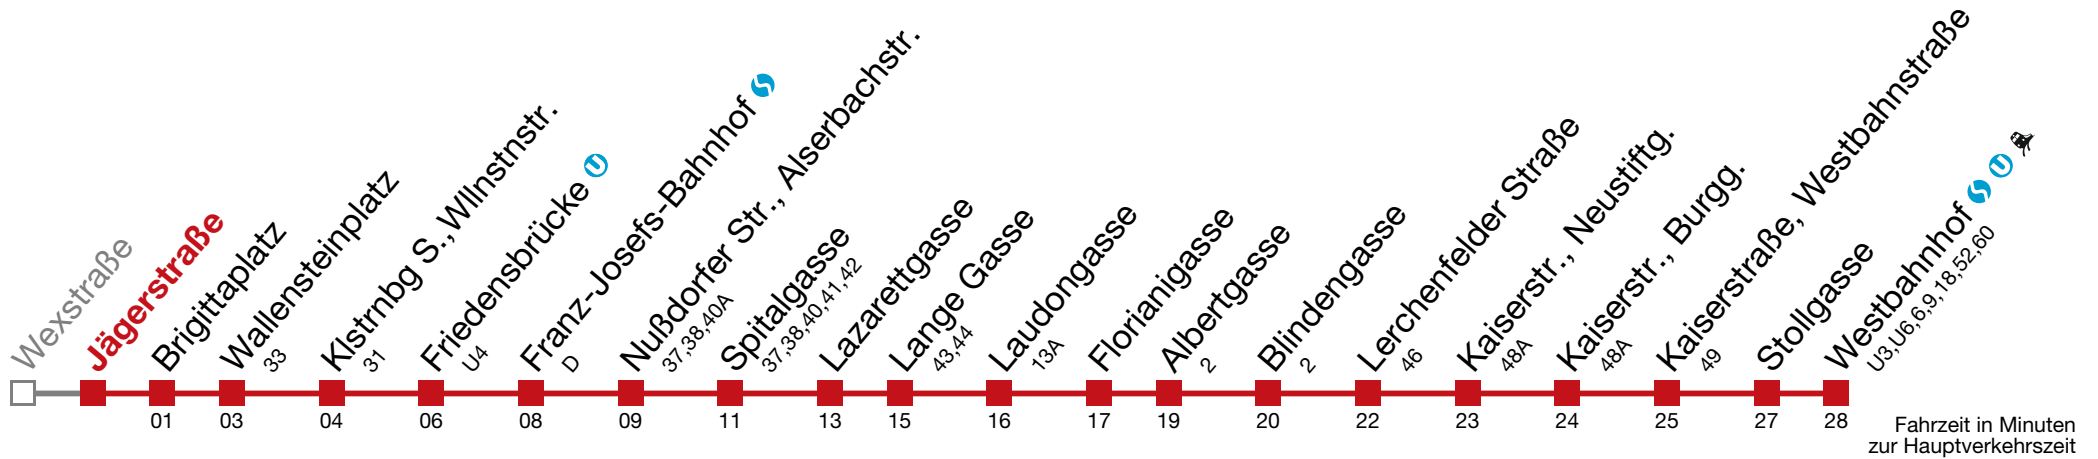 Wexstraße
Jägerstraße
01
Brigittaplatz
03
Wallensteinplatz
33
04
Klstrnbg S.,Wllnstnstr.
31
06
Friedensbrücke U
U4
08
Franz-Josefs-Bahnhof S
D
09
Nußdorfer Str., Alserbachstr.
37,38,40A
11
Spitalgasse
37,38,40,41,42
13
Lazarettgasse
15
Lange Gasse
43,44
16
Laudongasse
13A
17
Florianigasse
19
Albertgasse
2
20
Blindengasse
2
22
Lerchenfelder Straße
46
23
Kaiserstr., Neustiftg.
48A
24
Kaiserstr., Burgg.
48A
25
Kaiserstraße, Westbahnstraße
49
27
Stollgasse
28
Westbahnhof S U
U3,U6,6,9,18,52,60
Fahrzeit in Minuten
zur Hauptverkehrszeit